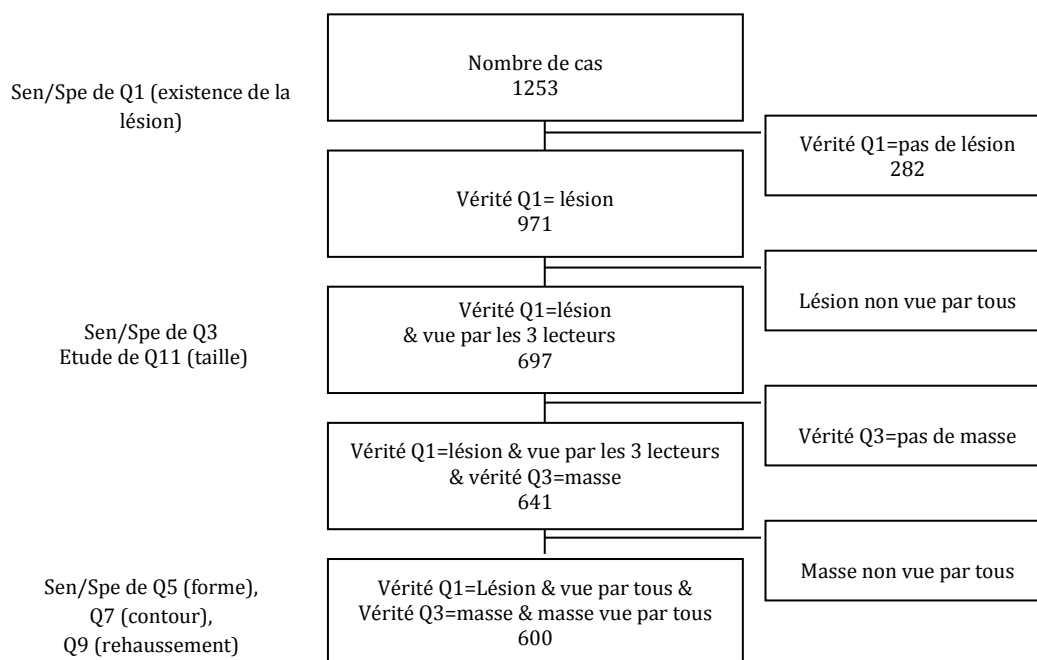 Nombre de cas
1253
Sen/Spe de Q1 (existence de la
lésion)
Vérité Q1=pas de lésion
282
Vérité Q1= lésion
971
Lésion non vue par tous
Vérité Q1=lésion
& vue par les 3 lecteurs
697
Sen/Spe de Q3
Etude de Q11 (taille)
Vérité Q3=pas de masse
Vérité Q1=lésion & vue par les 3 lecteurs
& vérité Q3=masse
641
Masse non vue par tous
Sen/Spe de Q5 (forme),
Q7 (contour),
Q9 (rehaussement)
Vérité Q1=Lésion & vue par tous &
Vérité Q3=masse & masse vue par tous
600